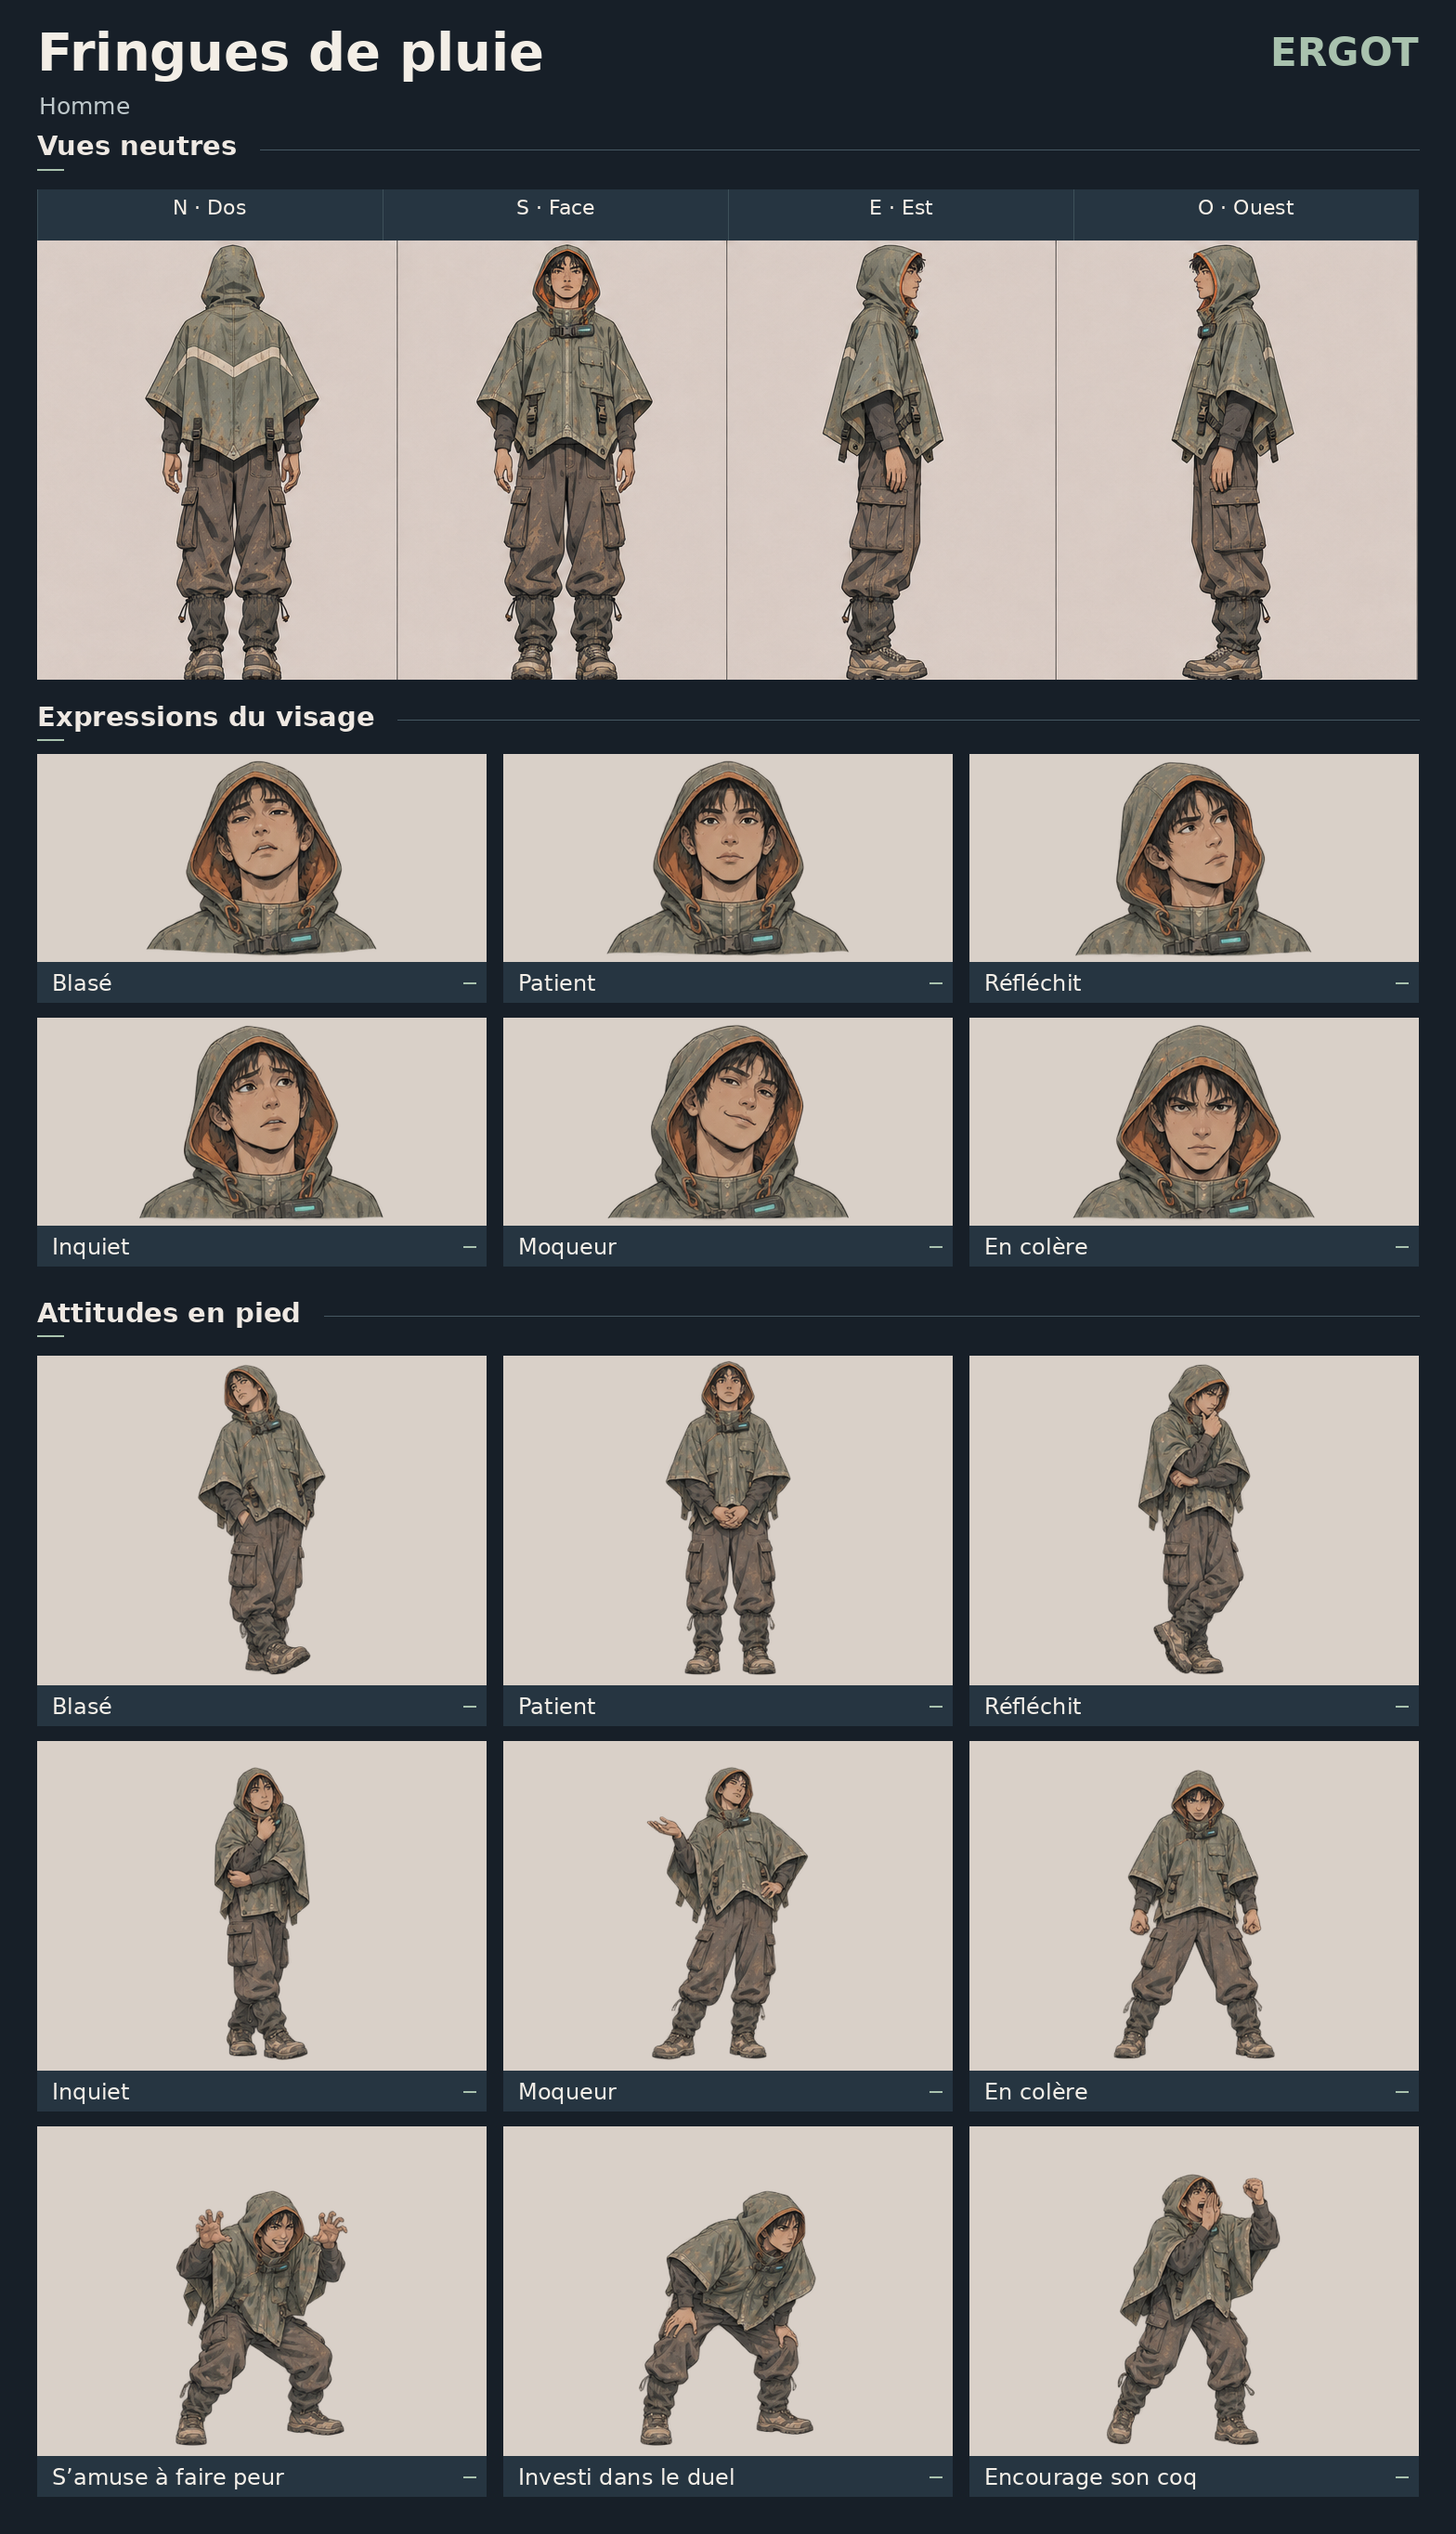 Fringues de pluie
ERGOT
Homme
Vues neutres
N · Dos
S · Face
E · Est
O · Ouest
Expressions du visage
Blasé –
Patient –
Réfléchit –
Inquiet –
Moqueur –
En colère –
Attitudes en pied
Blasé –
Patient –
Réfléchit –
Inquiet –
Moqueur –
En colère –
S’amuse à faire peur –
Investi dans le duel –
Encourage son coq –